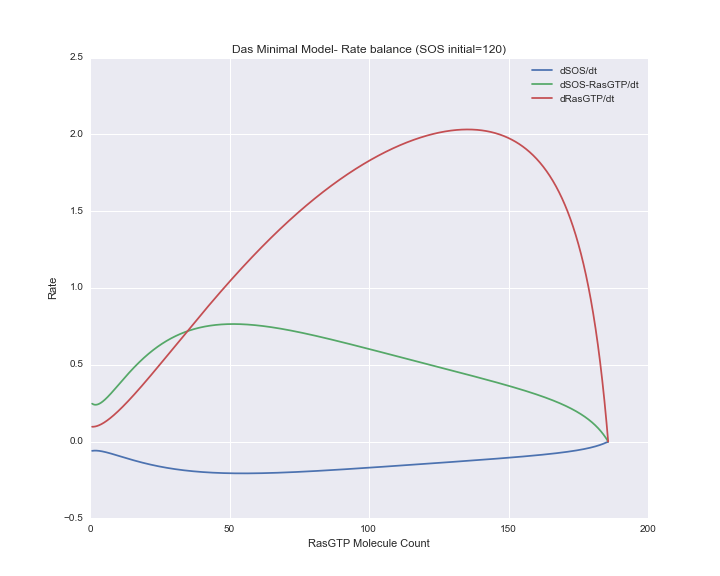 Das Minimal Model- Rate balance (SOS initial=120)
dSOS/dt
dSOS-RasGTP/dt
dRasGTP/dt
2.5
2.0
1.5
1.0
0.5
0.0
−0.5
Rate
0
50
100
150
200
RasGTP Molecule Count